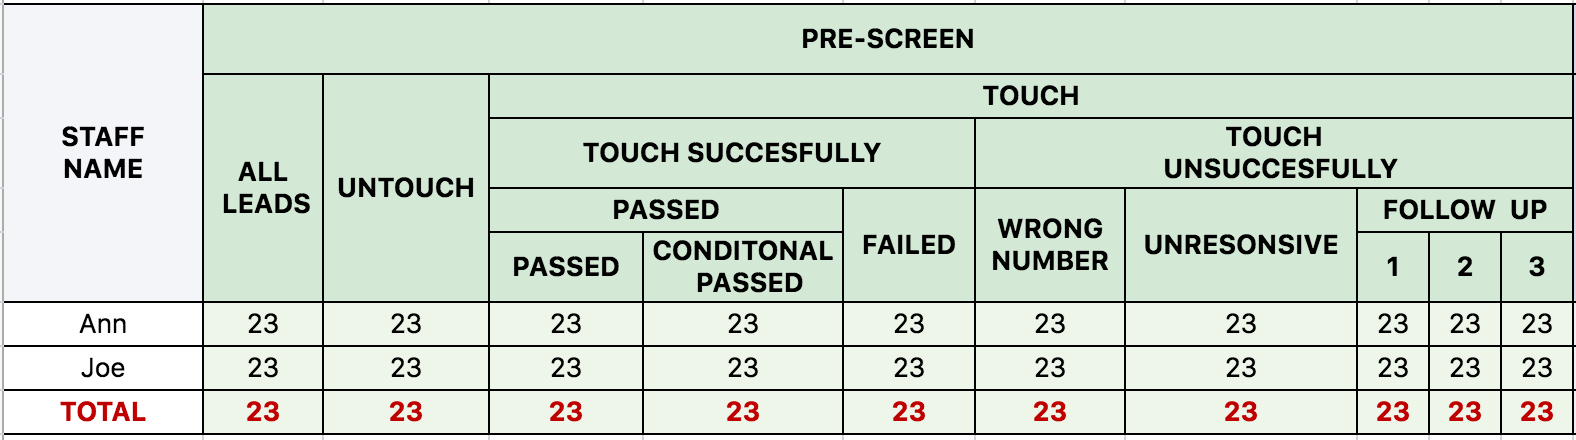 PRE-SCREEN
STAFF
NAME
ALL
LEADS
UNTOUCH
TOUCH
TOUCH SUCCESFULLY
TOUCH
UNSUCCESFULLY
PASSED
FAILED
WRONG
NUMBER
UNRESONSIVE
FOLLOW UP
PASSED
CONDITONAL
PASSED
1 2 3
Ann 23 23 23 23 23 23 23 23 23 23
Joe 23 23 23 23 23 23 23 23 23 23
TOTAL 23 23 23 23 23 23 23 23 23 23